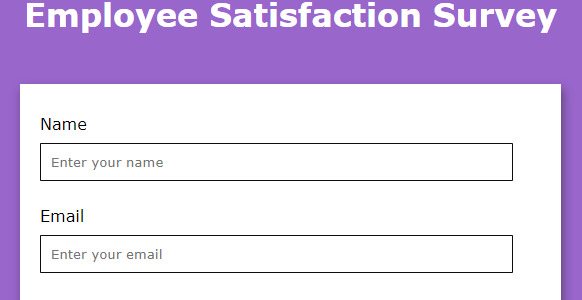 Employee Satisfaction Survey
Name
Enter your name
Email
Enter your email